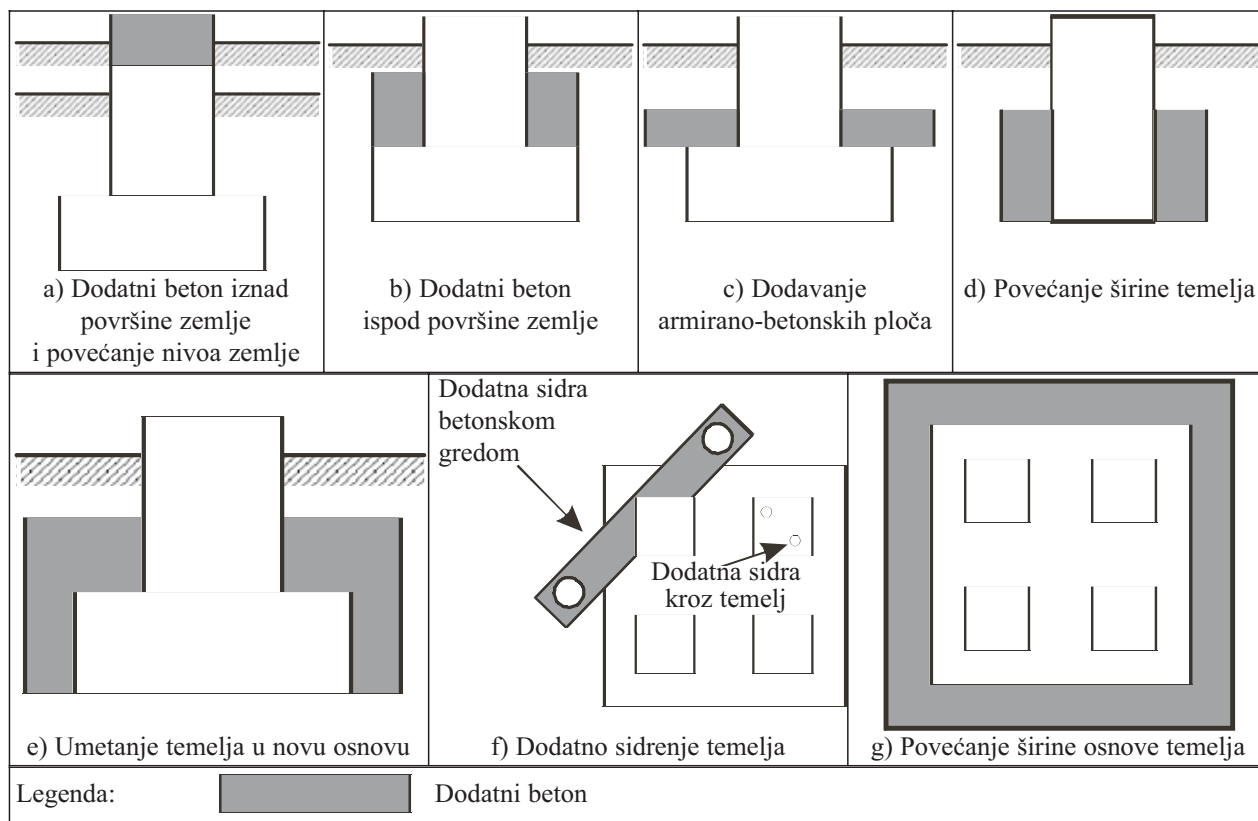 a) Dodatni beton iznad
površine zemlje
i povećanje nivoa zemlje
b) Dodatni beton
ispod površine zemlje
c) Dodavanje
armirano-betonskih ploča
d) Povećanje širine temelja
e) Umetanje temelja u novu osnovu
Dodatna sidra
betonskom
gredom
Dodatna sidra
kroz temelj
f) Dodatno sidrenje temelja
g) Povećanje širine osnove temelja
Legenda:
Dodatni beton